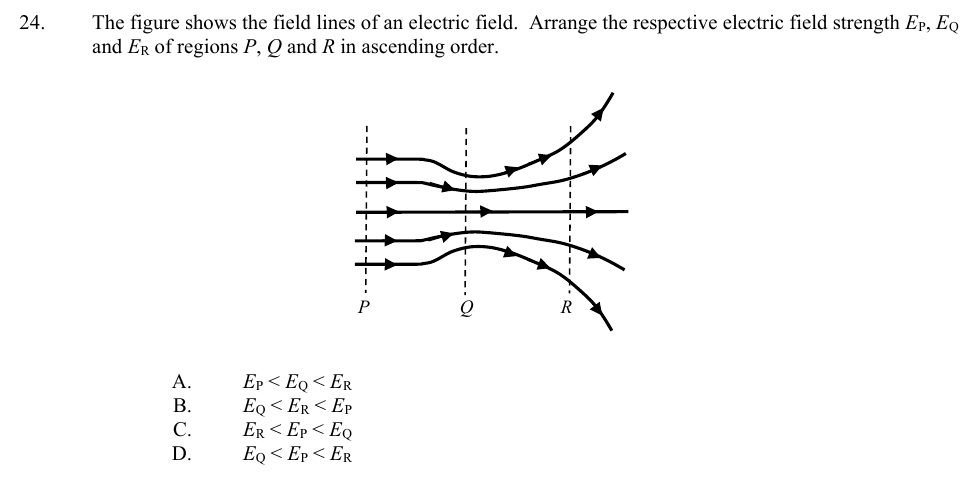 24. The figure shows the field lines of an electric field. Arrange the respective electric field strength EP, EQ
and ER of regions P, Q and R in ascending order.
P Q R
A. EP < EQ < ER
B. EQ < ER < EP
C. ER < EP < EQ
D. EQ < EP < ER